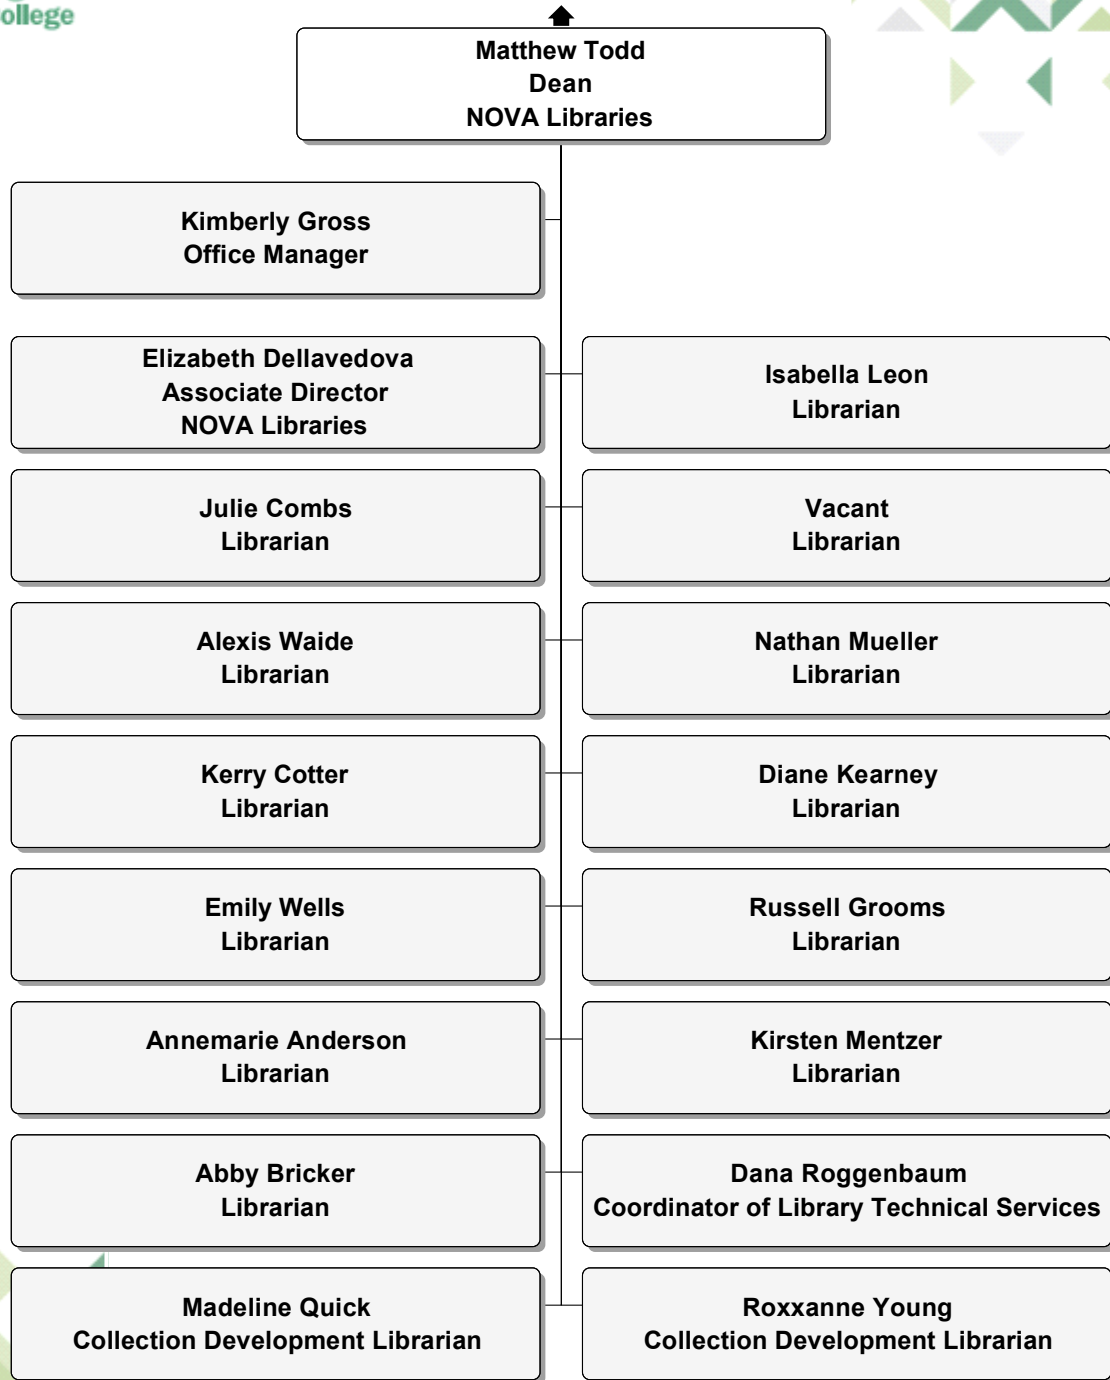 ollege
Matthew Todd
Dean
NOVA Libraries
Kimberly Gross
Office Manager
Elizabeth Dellavedova
Associate Director
NOVA Libraries
Isabella Leon
Librarian
Julie Combs
Librarian
Vacant
Librarian
Alexis Waide
Librarian
Nathan Mueller
Librarian
Kerry Cotter
Librarian
Diane Kearney
Librarian
Emily Wells
Librarian
Russell Grooms
Librarian
Annemarie Anderson
Librarian
Kirsten Mentzer
Librarian
Abby Bricker
Librarian
Dana Roggenbaum
Coordinator of Library Technical Services
Madeline Quick
Collection Development Librarian
Roxxanne Young
Collection Development Librarian